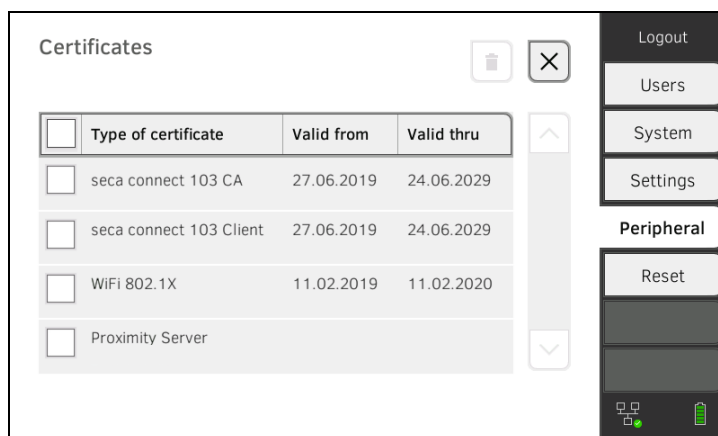 Certificates
Type of certificate Valid from Valid thru
seca connect 103 CA 27.06.2019 24.06.2029
seca connect 103 Client 27.06.2019 24.06.2029
WiFi 802.1X 11.02.2019 11.02.2020
Proximity Server
Logout
Users
System
Settings
Peripheral
Reset